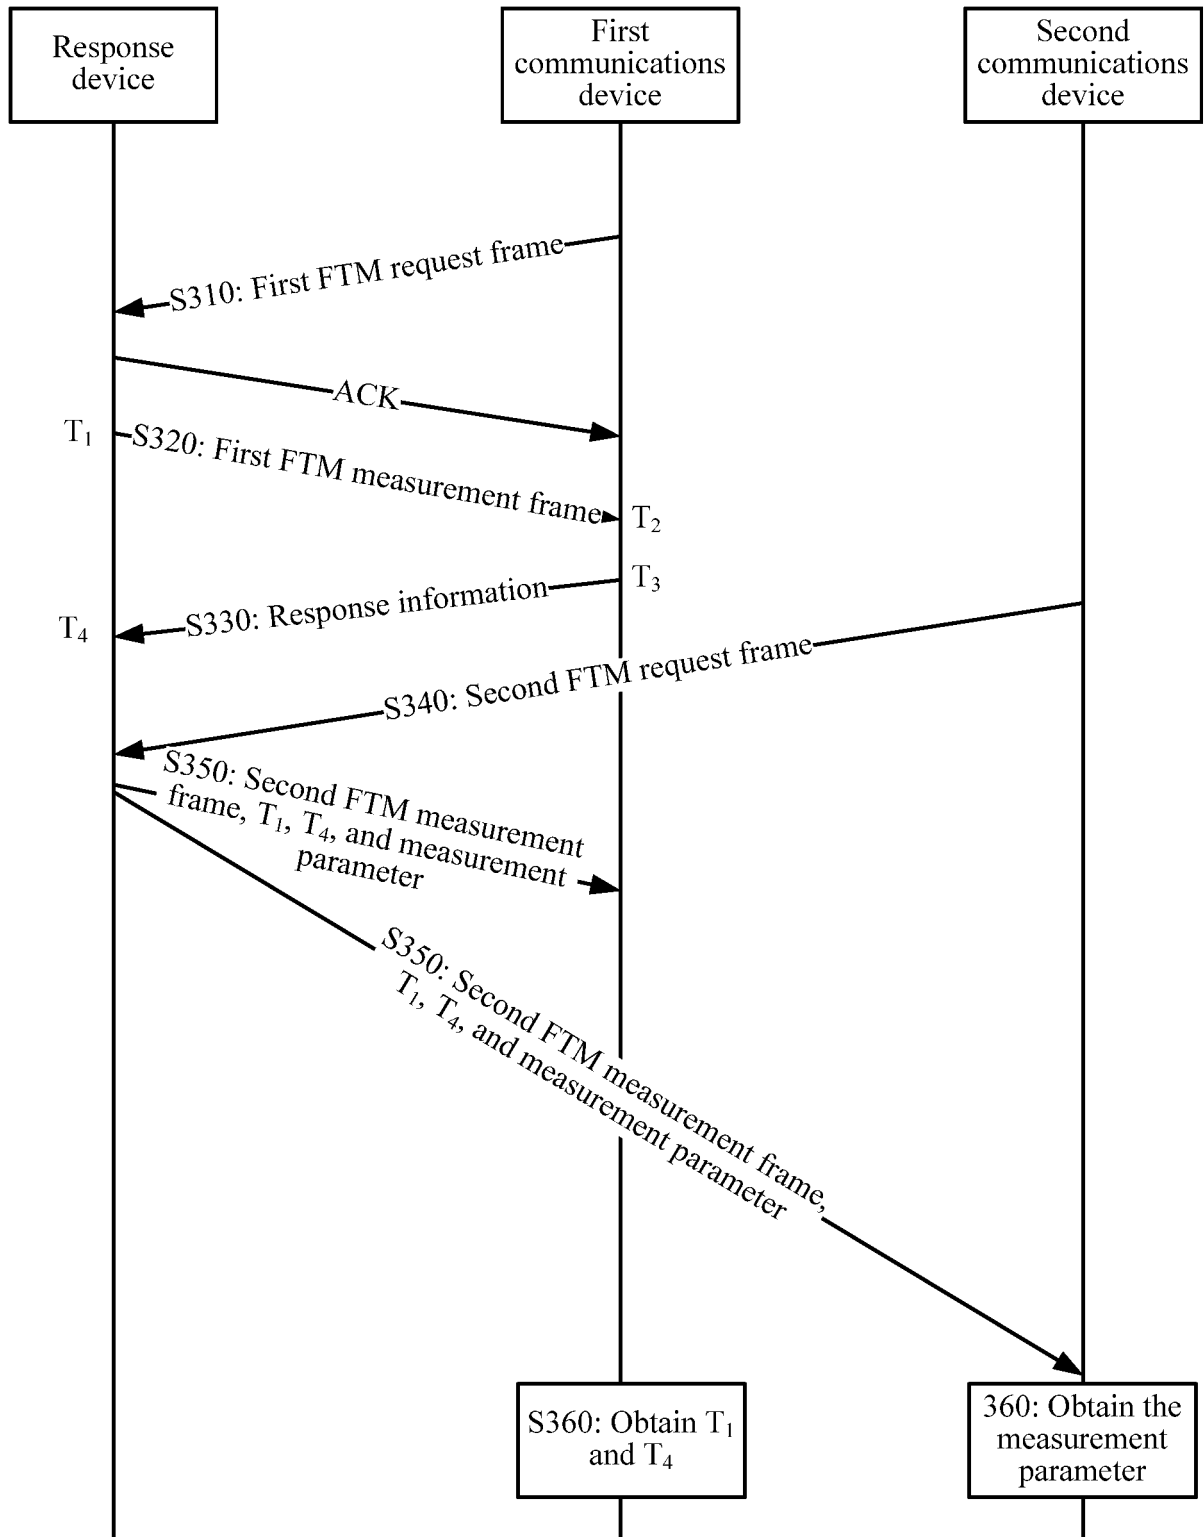 Response
device
First
communications
device
Second
communications
device
S310: First FTM request frame
ACK
T1
S320: First FTM measurement frame
T2
T3
S330: Response information
T4
S340: Second FTM request frame
S350: Second FTM measurement
frame, T1, T4, and measurement
parameter
S350: Second FTM measurement frame,
T1, T4, and measurement parameter
S360: Obtain T1
and T4
360: Obtain the
measurement
parameter